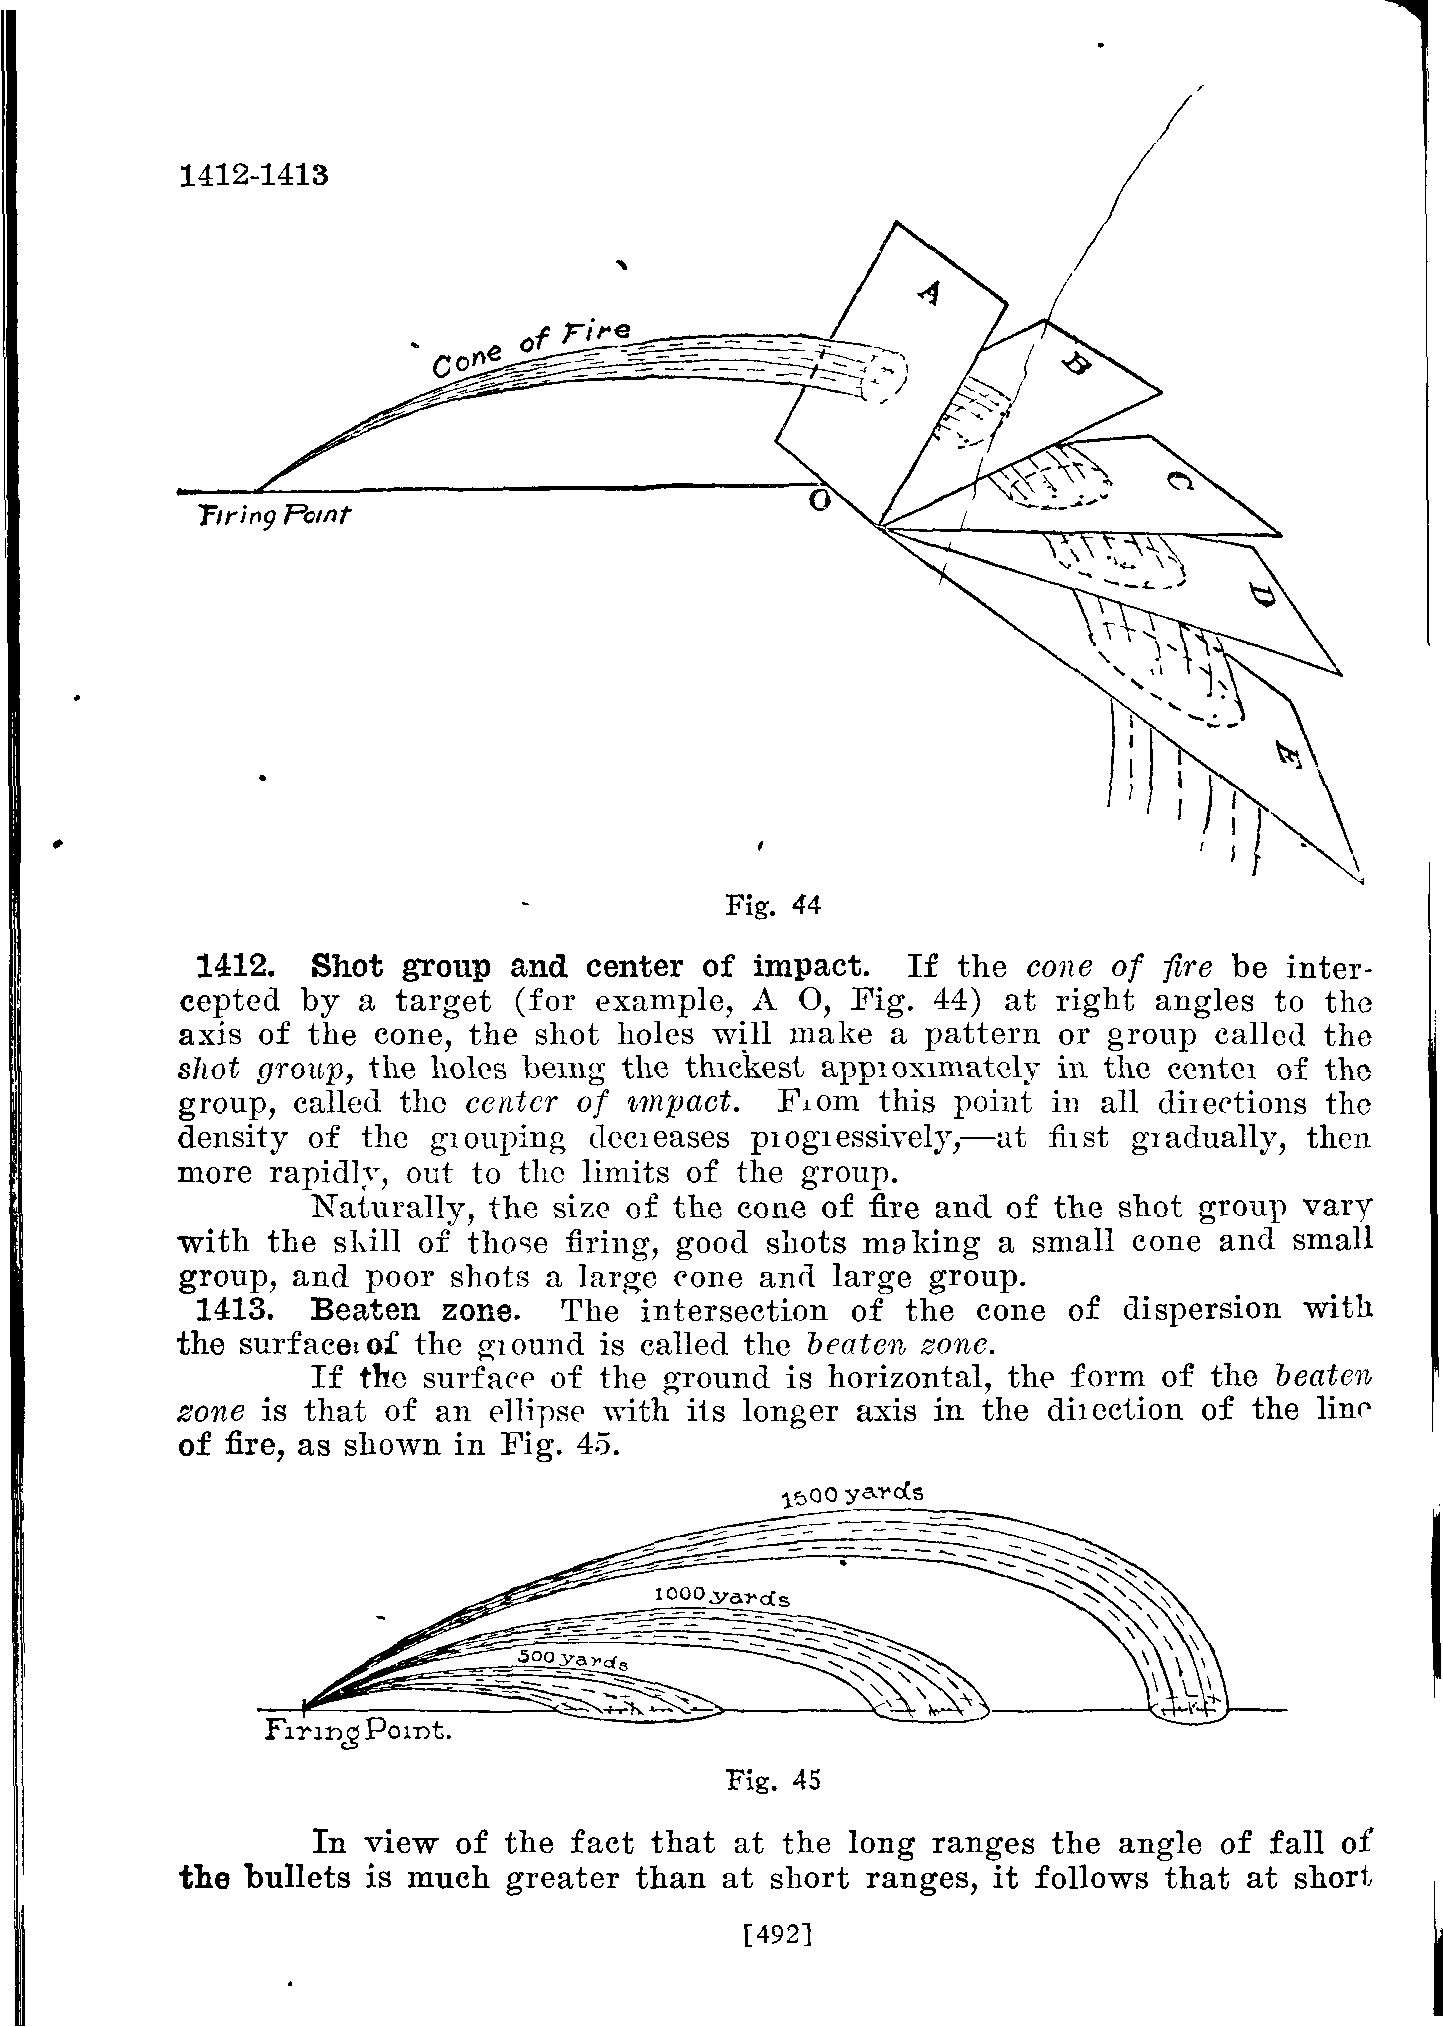 1412-1413
A
Cone of Fire
B
C
O
Firing Point
D
E
Fig. 44
1412. Shot group and center of impact. If the cone of fire be inter-
cepted by a target (for example, A O, Fig. 44) at right angles to the
axis of the cone, the shot holes will make a pattern or group called the
shot group, the holes being the thickest approximately in the center of the
group, called the center of impact. From this point in all directions the
density of the grouping decreases progressively,—at first gradually, then
more rapidly, out to the limits of the group.
Naturally, the size of the cone of fire and of the shot group vary
with the skill of those firing, good shots making a small cone and small
group, and poor shots a large cone and large group.
1413. Beaten zone. The intersection of the cone of dispersion with
the surface of the ground is called the beaten zone.
If the surface of the ground is horizontal, the form of the beaten
zone is that of an ellipse with its longer axis in the direction of the line
of fire, as shown in Fig. 45.
1500 yards
1000 yards
500 yards
Firing Point.
Fig. 45
In view of the fact that at the long ranges the angle of fall of
the bullets is much greater than at short ranges, it follows that at short
[492]